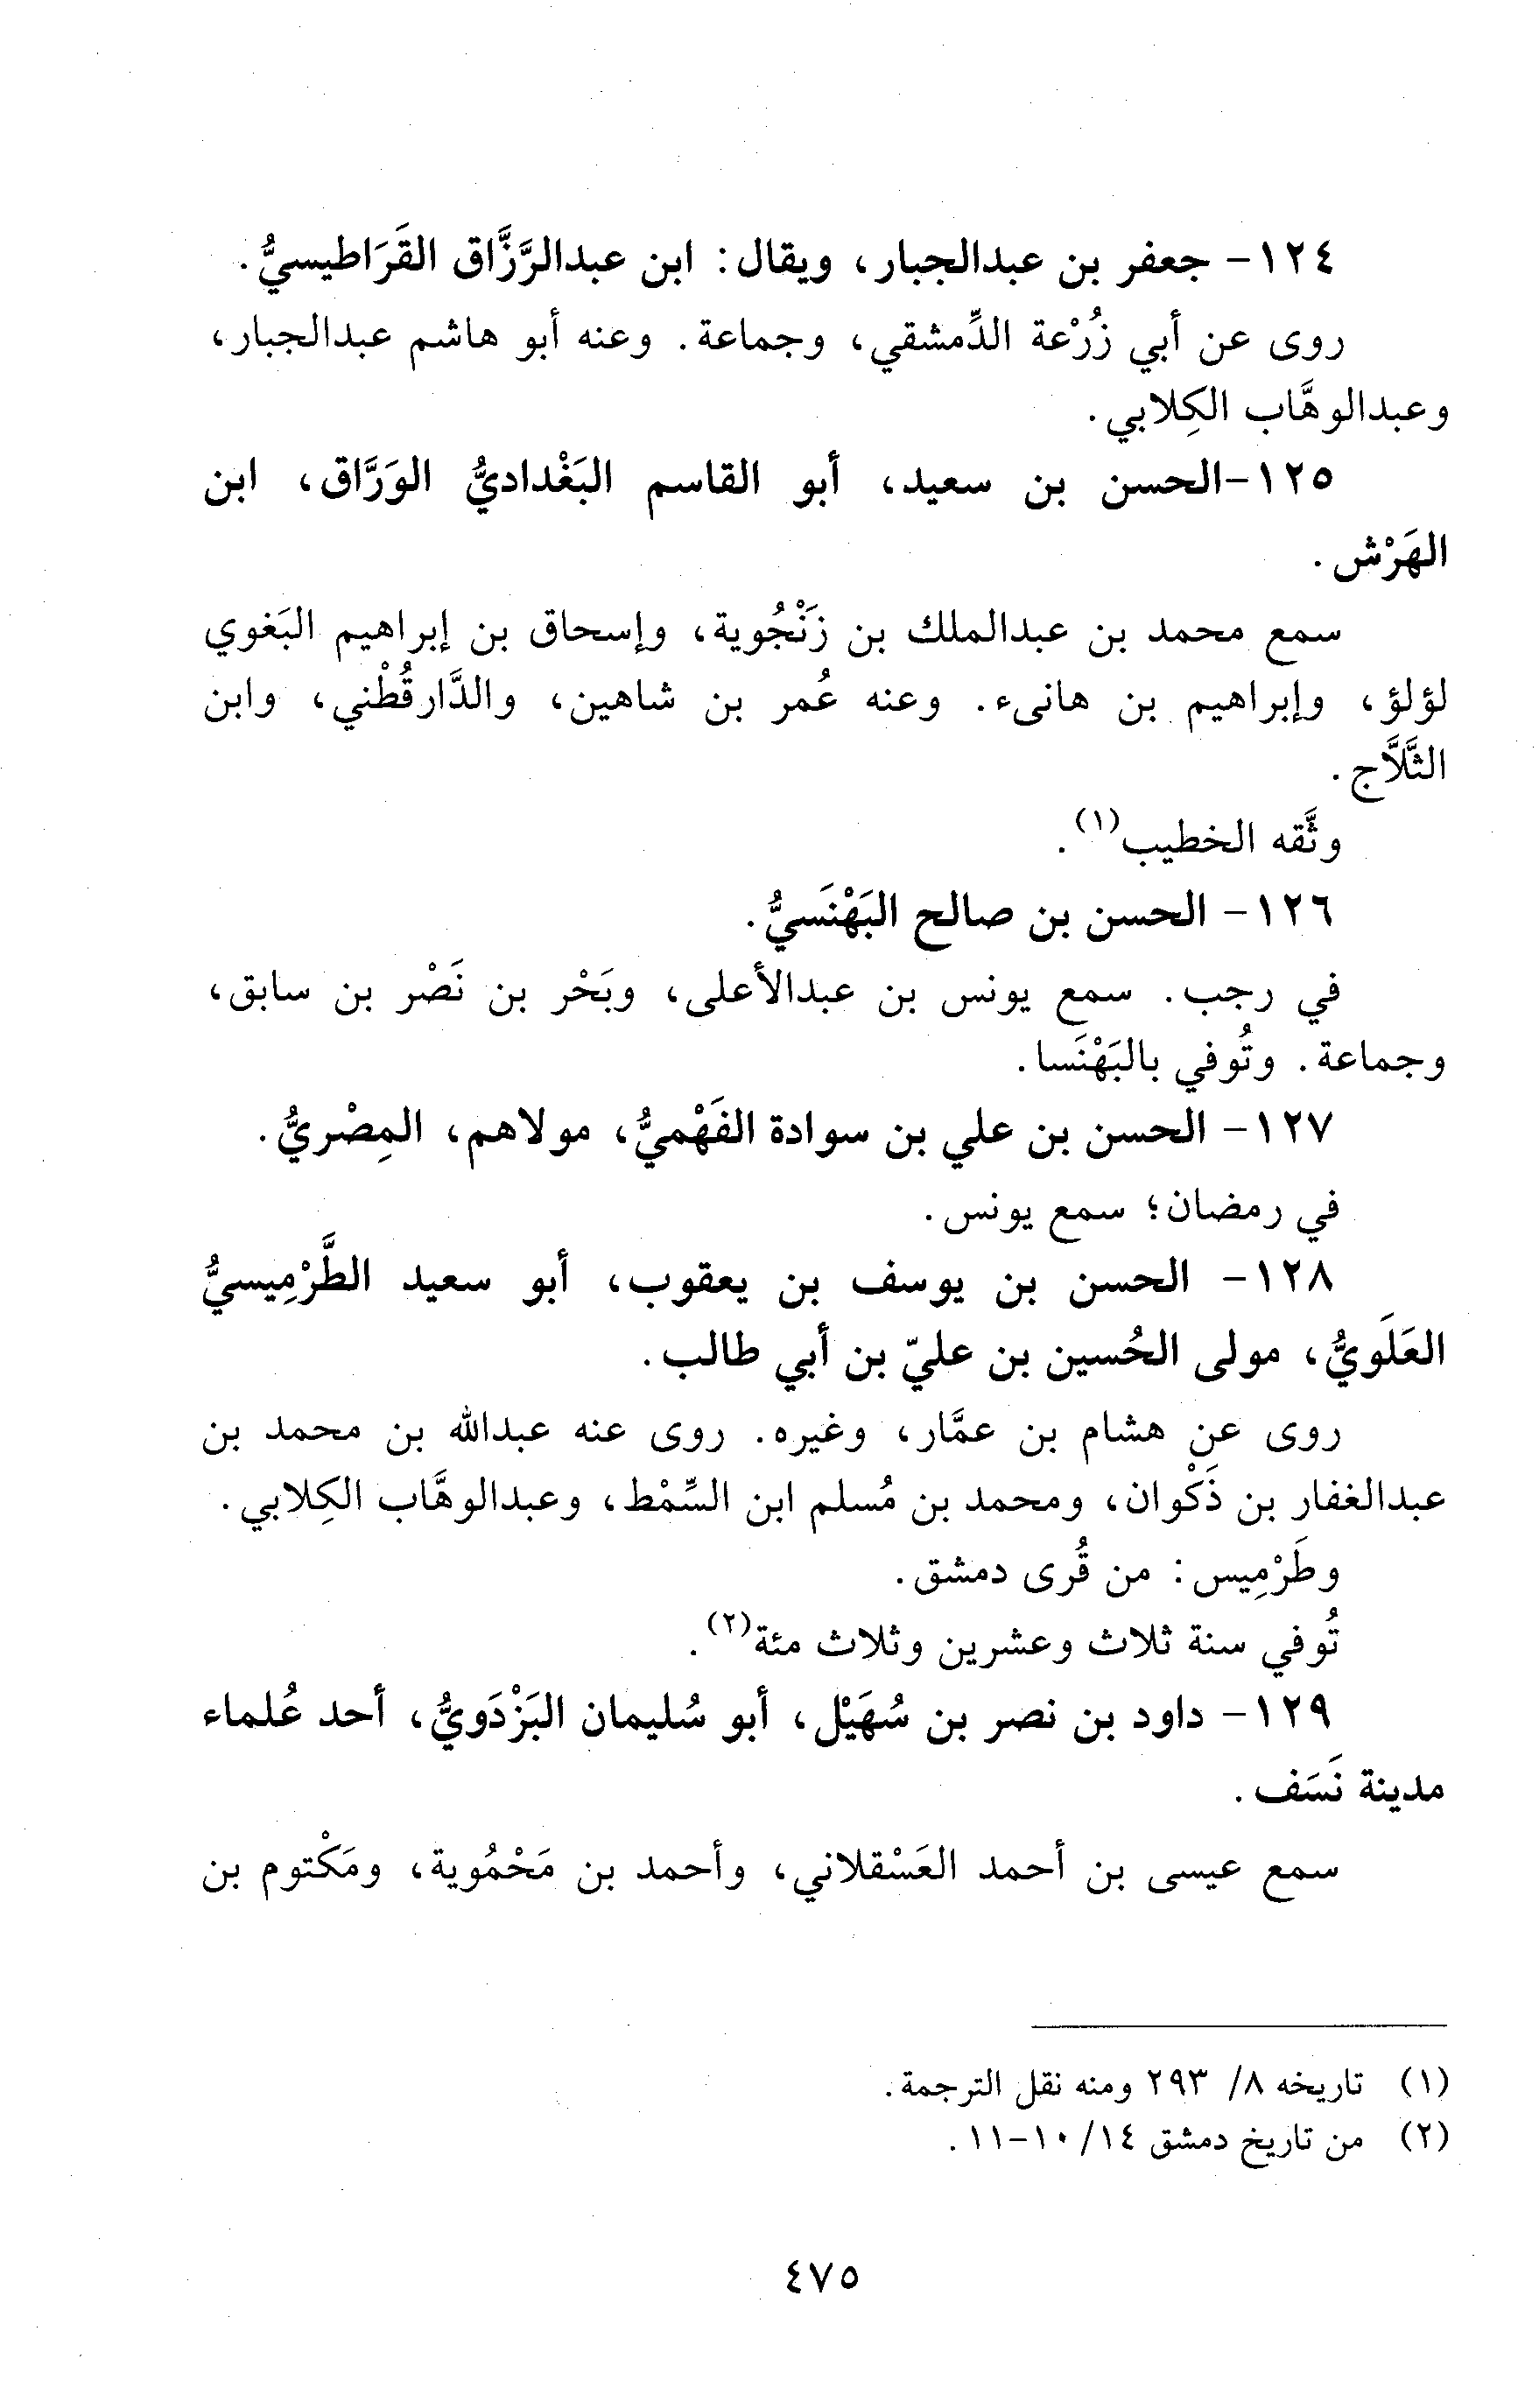 ١٢٤- جعفر بن عبدالجبار، ويقال: ابن عبدالرَّزَّاق القَرَاطيسيُّ.
روى عن أبي زُرْعة الدِّمشقي، وجماعة. وعنه أبو هاشم عبدالجبار،
وعبدالوهَّاب الكِلابي.
١٢٥-الحسن بن سعيد، أبو القاسم البَغْداديُّ الوَرَّاق، ابن
الهَرْش.
سمع محمد بن عبدالملك بن زَنْجُوية، وإسحاق بن إبراهيم البَغوي
لؤلؤ، وإبراهيم بن هانىء. وعنه عُمر بن شاهين، والدَّارقُطْني، وابن
الثَّلاَّج.
وثَّقه الخطيب(١).
١٢٦- الحسن بن صالح البَهْنَسيُّ.
في رجب. سمع يونس بن عبدالأعلى، وبَحْر بن نَصْر بن سابق،
وجماعة. وتُوفي بالبَهْنَسا.
١٢٧- الحسن بن علي بن سوادة الفَهْميُّ، مولاهم، المِصْريُّ.
في رمضان؛ سمع يونس.
١٢٨- الحسن بن يوسف بن يعقوب، أبو سعيد الطَّرْمِيسيُّ
العَلَويُّ، مولى الحُسين بن عليّ بن أبي طالب.
روى عن هشام بن عمَّار، وغيره. روى عنه عبدالله بن محمد بن
عبدالغفار بن ذَكْوان، ومحمد بن مُسلم ابن السِّمْط، وعبدالوهَّاب الكِلابي.
وطَرْمِيس: من قُرى دمشق.
تُوفي سنة ثلاث وعشرين وثلاث مئة(٢).
١٢٩- داود بن نصر بن سُهَيْل، أبو سُليمان البَزْدَويُّ، أحد عُلماء
مدينة نَسَف.
سمع عيسى بن أحمد العَسْقلاني، وأحمد بن مَحْمُوية، ومَكْتوم بن
(١) تاريخه ٨/ ٢٩٣ ومنه نقل الترجمة.
(٢) من تاريخ دمشق ١٤/ ١٠-١١.
٤٧٥